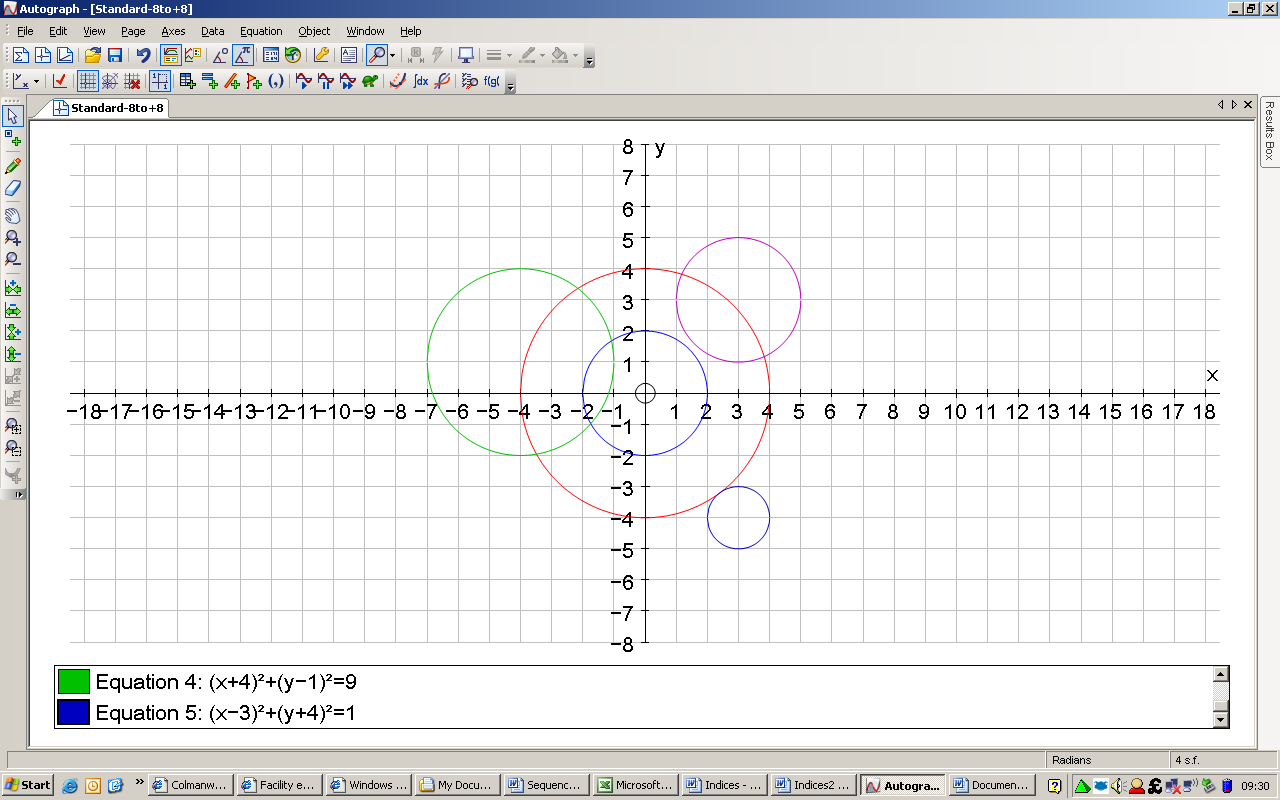 Autograph - [Standard-8to+8]
File Edit View Page Axes Data Equation Object Window Help
Standard-8to+8
Results Box
y
8
7
6
5
4
3
2
1
x
−18 −17 −16 −15 −14 −13 −12 −11 −10 −9 −8 −7 −6 −5 −4 −3 −2 −1 1 2 3 4 5 6 7 8 9 10 11 12 13 14 15 16 17 18
−1
−2
−3
−4
−5
−6
−7
−8
Equation 4: (x+4)²+(y−1)²=9
Equation 5: (x−3)²+(y+4)²=1
Radians 4 s.f.
Start Colmanw... Facility e... Windows ... My Docu... Sequenc... Microsoft... Indices - ... Indices2 ... Autogra... Documen... 09:30